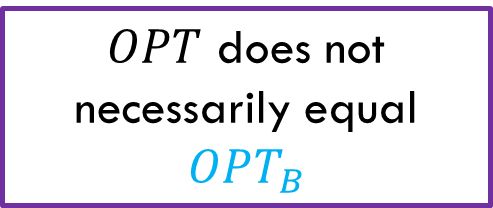 OPT does not
necessarily equal
OPT_B